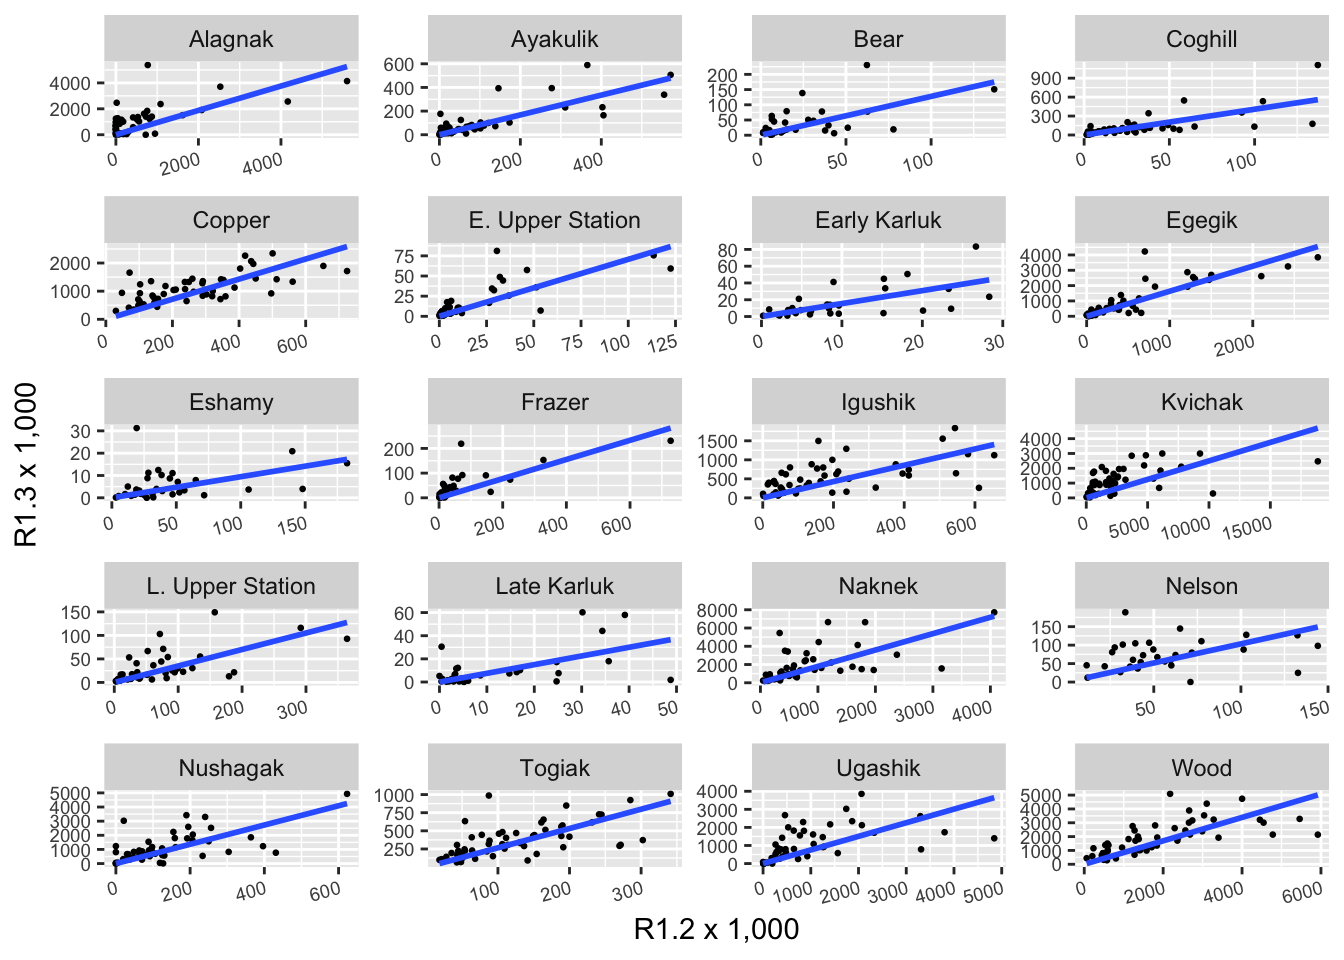 Alagnak Ayakulik Bear Coghill
4000 2000 0 600 400 200 0 200 150 100 50 0 900 600 300 0
0 2000 4000 0 200 400 0 50 100 0 50 100
Copper E. Upper Station Early Karluk Egegik
2000 1000 0 75 50 25 0 80 60 40 20 0 4000 3000 2000 1000 0
0 200 400 600 0 25 50 75 100 125 0 10 20 30 0 1000 2000
Eshamy Frazer Igushik Kvichak
30 20 10 0 200 100 0 1500 1000 500 0 4000 3000 2000 1000 0
0 50 100 150 0 200 400 600 0 200 400 600 0 5000 10000 15000
L. Upper Station Late Karluk Naknek Nelson
150 100 50 0 60 40 20 0 8000 6000 4000 2000 0 150 100 50 0
0 100 200 300 0 10 20 30 40 50 0 1000 2000 3000 4000 50 100 150
Nushagak Togiak Ugashik Wood
5000 4000 3000 2000 1000 0 1000 750 500 250 4000 3000 2000 1000 0 5000 4000 3000 2000 1000 0
0 200 400 600 100 200 300 0 1000 2000 3000 4000 5000 0 2000 4000 6000
R1.3 x 1,000
R1.2 x 1,000